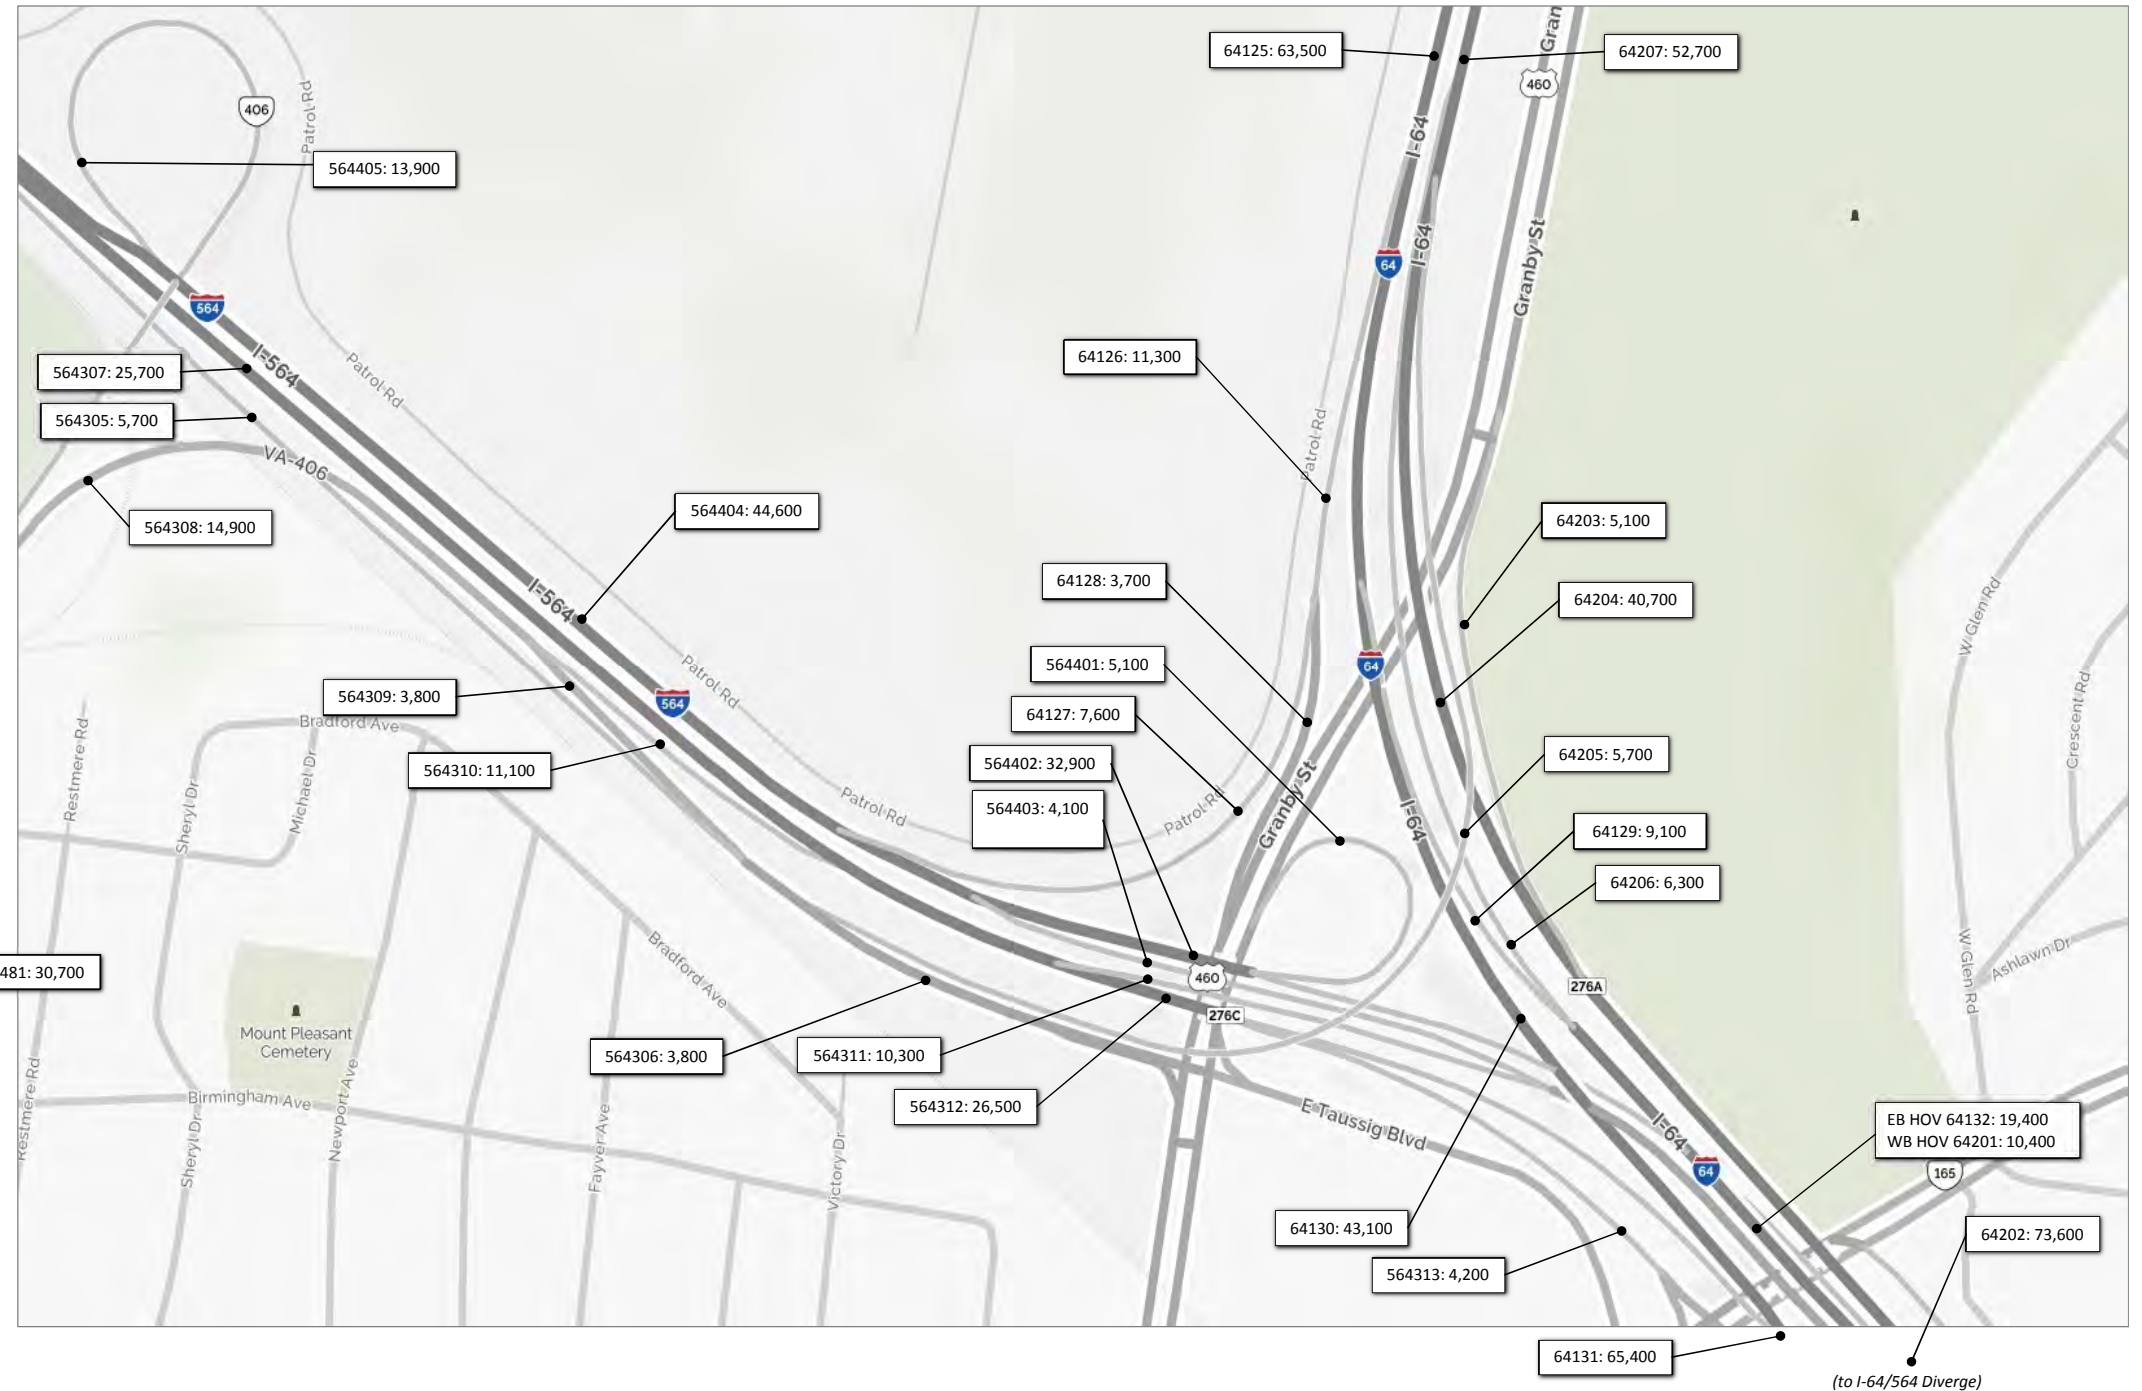 64125: 63,500
64207: 52,700
Gran
460
406
Patrol Rd
I-64
564405: 13,900
I-64
64
Granby St
564
I-564
64126: 11,300
564307: 25,700
Patrol Rd
564305: 5,700
Patrol Rd
VA-406
564404: 44,600
564308: 14,900
64203: 5,100
64128: 3,700
64204: 40,700
I-564
W Glen Rd
564401: 5,100
64
Patrol Rd
564309: 3,800
564
64127: 7,600
Bradford Ave
Crescent Rd
Restmere Rd
564402: 32,900
64205: 5,700
564310: 11,100
Michael Dr
Sheryl Dr
564403: 4,100
Patrol Rd
Patrol Rd
Granby St
I-64
64129: 9,100
64206: 6,300
481: 30,700
Bradford Ave
460
W Glen Rd
Ashlawn Dr
276A
276C
Mount Pleasant
Cemetery
564306: 3,800
564311: 10,300
564312: 26,500
Restmere Rd
Birmingham Ave
Newport Ave
Sheryl Dr
Fayver Ave
Victory Dr
E Taussig Blvd
I-64
64
EB HOV 64132: 19,400
WB HOV 64201: 10,400
165
64130: 43,100
64202: 73,600
564313: 4,200
64131: 65,400
(to I-64/564 Diverge)